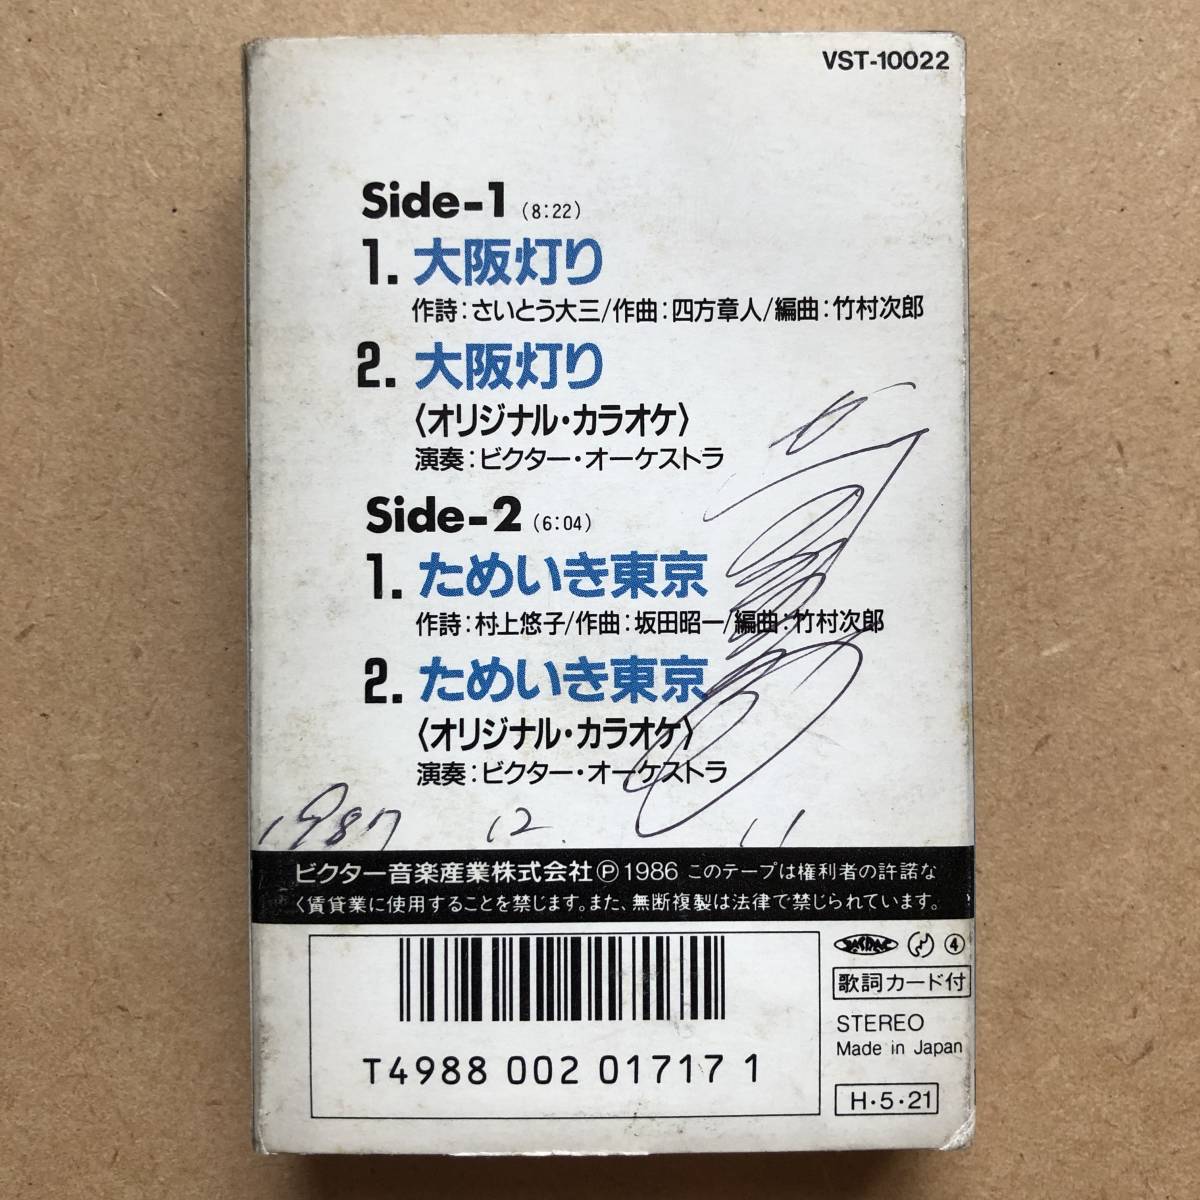 VST-10022
Side-1 (8:22)
1. 大阪灯り
作詩:さいとう大三/作曲:四方章人/編曲:竹村次郎
2. 大阪灯り
〈オリジナル・カラオケ〉
演奏:ビクター・オーケストラ
Side-2 (6:04)
1. ためいき東京
作詩:村上悠子/作曲:坂田昭一/編曲:竹村次郎
2. ためいき東京
〈オリジナル・カラオケ〉
演奏:ビクター・オーケストラ
1987 12. 11
ビクター音楽産業株式会社Ⓟ1986 このテープは権利者の許諾な
く賃貸業に使用することを禁じます。また、無断複製は法律で禁じられています。
④
歌詞カード付
STEREO
Made in Japan
T4988 002 01717 1
H・5・21